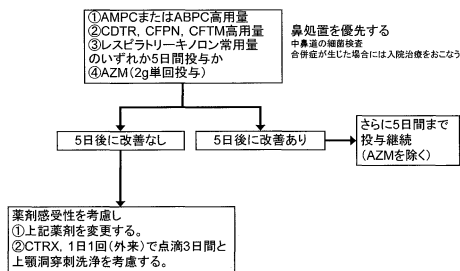 ①AMPCまたはABPC高用量
②CDTR, CFPN, CFTM高用量
③レスピラトリーキノロン常用量
のいずれか5日間投与か
④AZM(2g単回投与)
鼻処置を優先する
中鼻道の細菌検査
合併症が生じた場合には入院治療をおこなう
5日後に改善なし
5日後に改善あり
さらに5日間まで
投与継続
(AZMを除く)
薬剤感受性を考慮し
①上記薬剤を変更する。
②CTRX, 1日1回(外来)で点滴3日間と
上顎洞穿刺洗浄を考慮する。